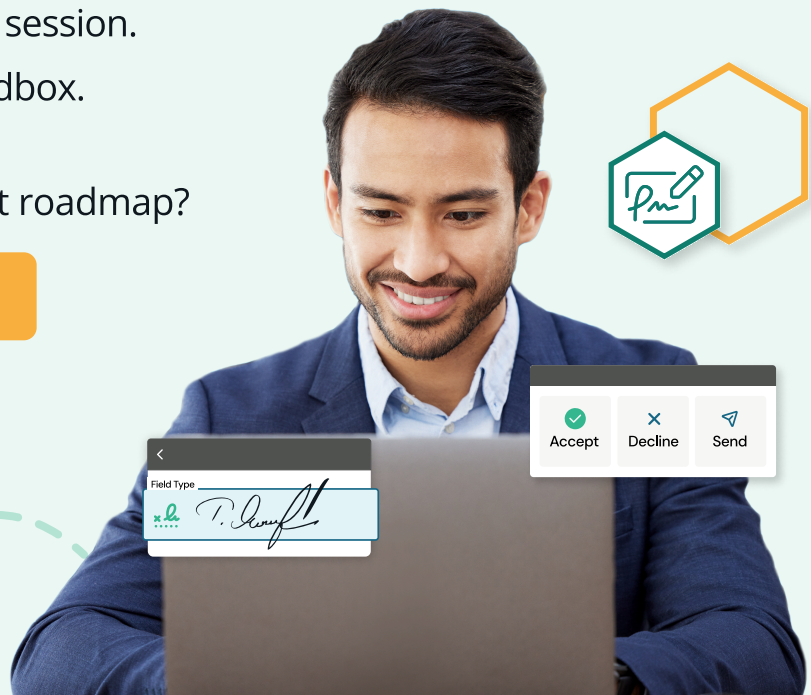 session.
dbox.
t roadmap?
Accept Decline Send
Field Type